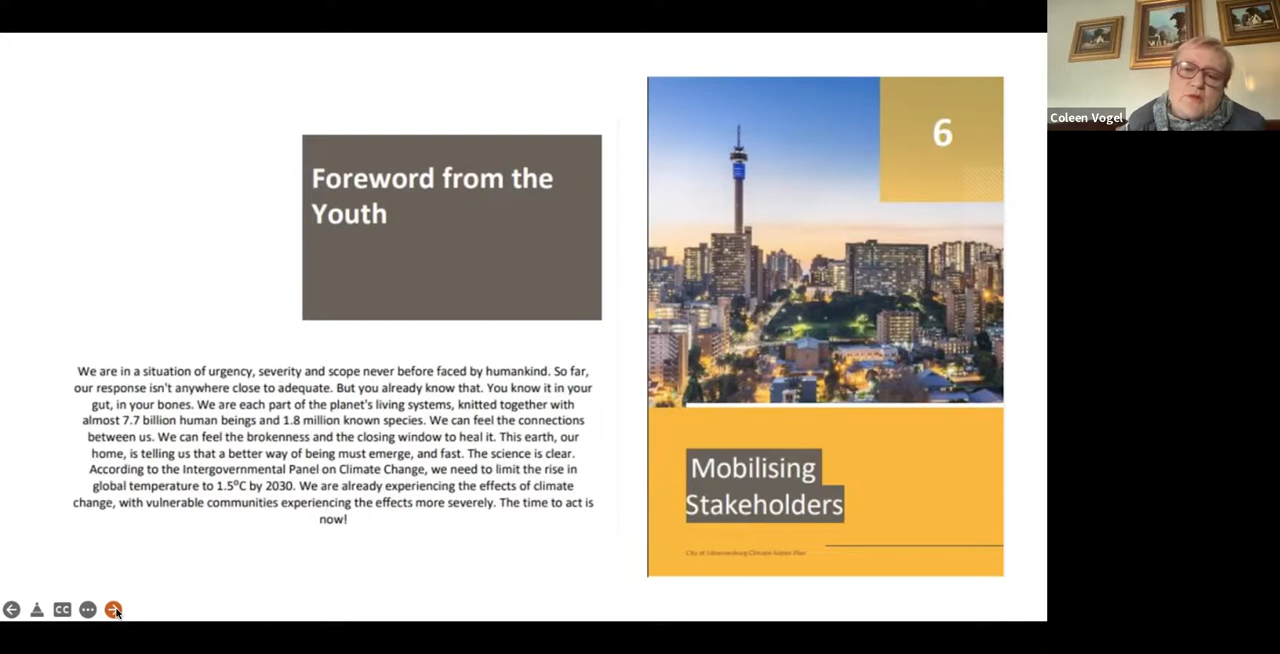 Foreword from the
Youth
We are in a situation of urgency, severity and scope never before faced by humankind. So far,
our response isn't anywhere close to adequate. But you already know that. You know it in your
gut, in your bones. We are each part of the planet's living systems, knitted together with
almost 7.7 billion human beings and 1.8 million known species. We can feel the connections
between us. We can feel the brokenness and the closing window to heal it. This earth, our
home, is telling us that a better way of being must emerge, and fast. The science is clear.
According to the Intergovernmental Panel on Climate Change, we need to limit the rise in
global temperature to 1.5°C by 2030. We are already experiencing the effects of climate
change, with vulnerable communities experiencing the effects more severely. The time to act is
now!
6
Mobilising
Stakeholders
City of Johannesburg Climate Action Plan
Coleen Vogel
CC